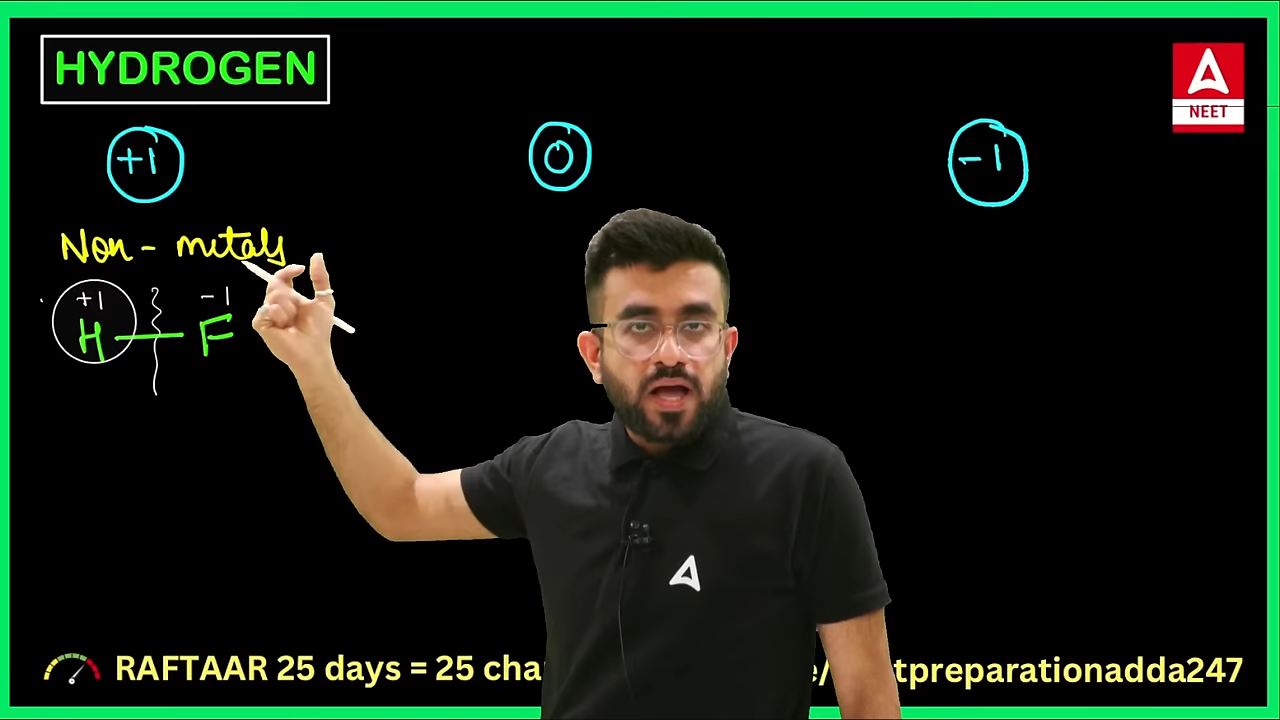 HYDROGEN
NEET
+1
0
-1
Non - metals
+1 -1
H — F
RAFTAAR 25 days = 25 cha e/ tpreparationadda247